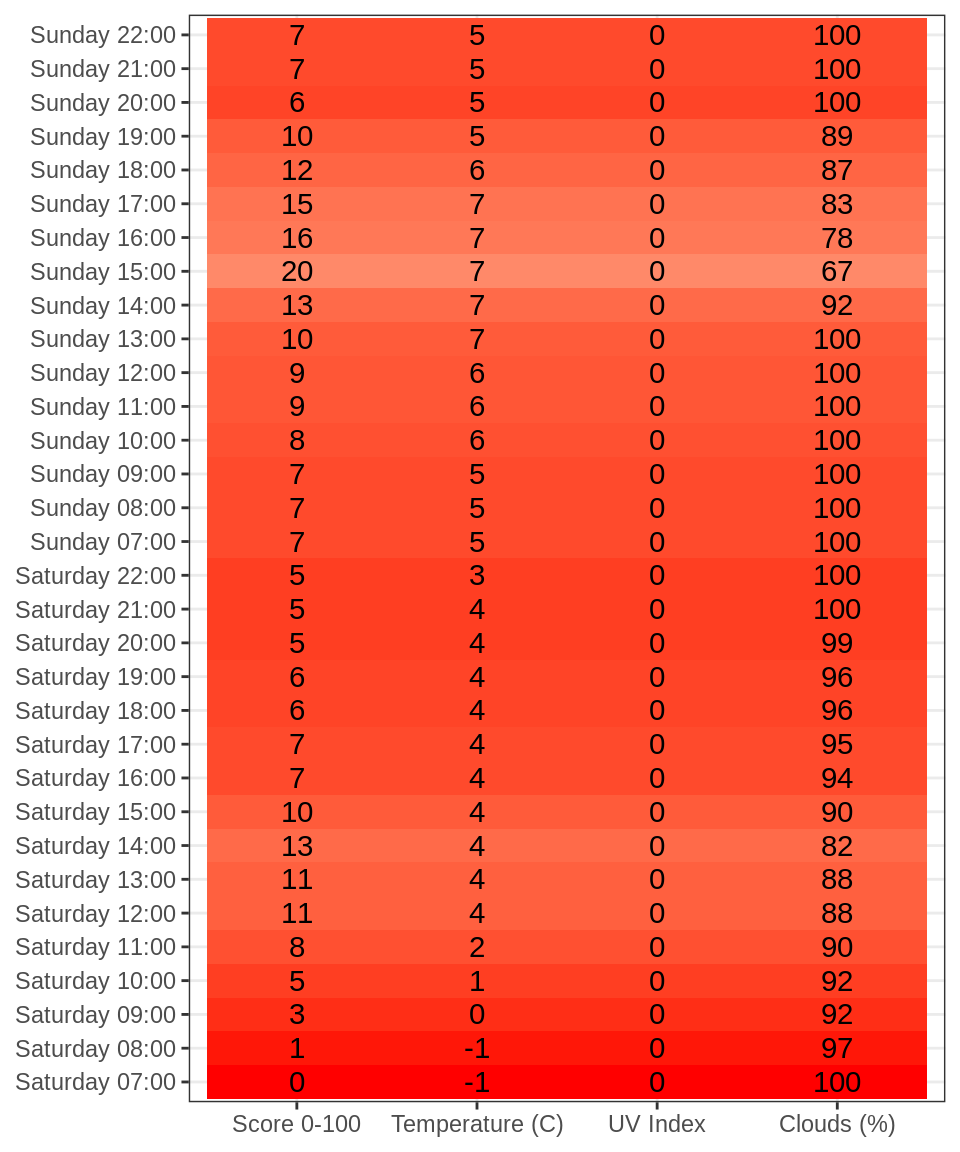 Sunday 22:00 7 5 0 100
Sunday 21:00 7 5 0 100
Sunday 20:00 6 5 0 100
Sunday 19:00 10 5 0 89
Sunday 18:00 12 6 0 87
Sunday 17:00 15 7 0 83
Sunday 16:00 16 7 0 78
Sunday 15:00 20 7 0 67
Sunday 14:00 13 7 0 92
Sunday 13:00 10 7 0 100
Sunday 12:00 9 6 0 100
Sunday 11:00 9 6 0 100
Sunday 10:00 8 6 0 100
Sunday 09:00 7 5 0 100
Sunday 08:00 7 5 0 100
Sunday 07:00 7 5 0 100
Saturday 22:00 5 3 0 100
Saturday 21:00 5 4 0 100
Saturday 20:00 5 4 0 99
Saturday 19:00 6 4 0 96
Saturday 18:00 6 4 0 96
Saturday 17:00 7 4 0 95
Saturday 16:00 7 4 0 94
Saturday 15:00 10 4 0 90
Saturday 14:00 13 4 0 82
Saturday 13:00 11 4 0 88
Saturday 12:00 11 4 0 88
Saturday 11:00 8 2 0 90
Saturday 10:00 5 1 0 92
Saturday 09:00 3 0 0 92
Saturday 08:00 1 -1 0 97
Saturday 07:00 0 -1 0 100
Score 0-100 Temperature (C) UV Index Clouds (%)